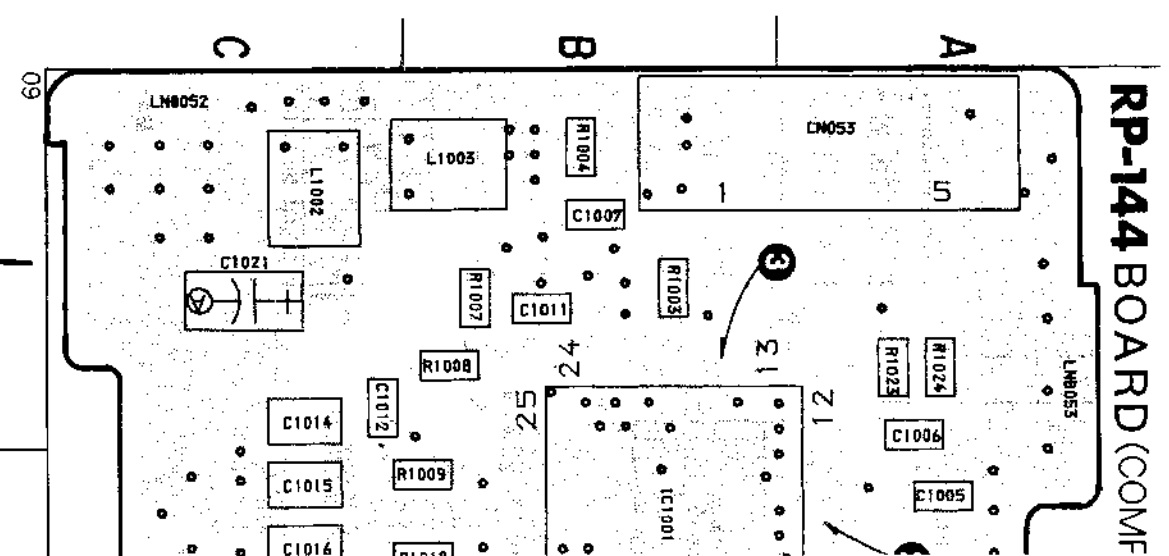 C B A
60
LN8052
L1002
L1003
R1004
CN053
1 5
C1007
C1021
A
R1007
C1011
R1003
3
R1008
24 13
25 12
R1023
R1024
LN8053
C1006
C1012
C1014
R1009
C1015
C1005
IC1001
C1016
RP-144 BOARD (COMP